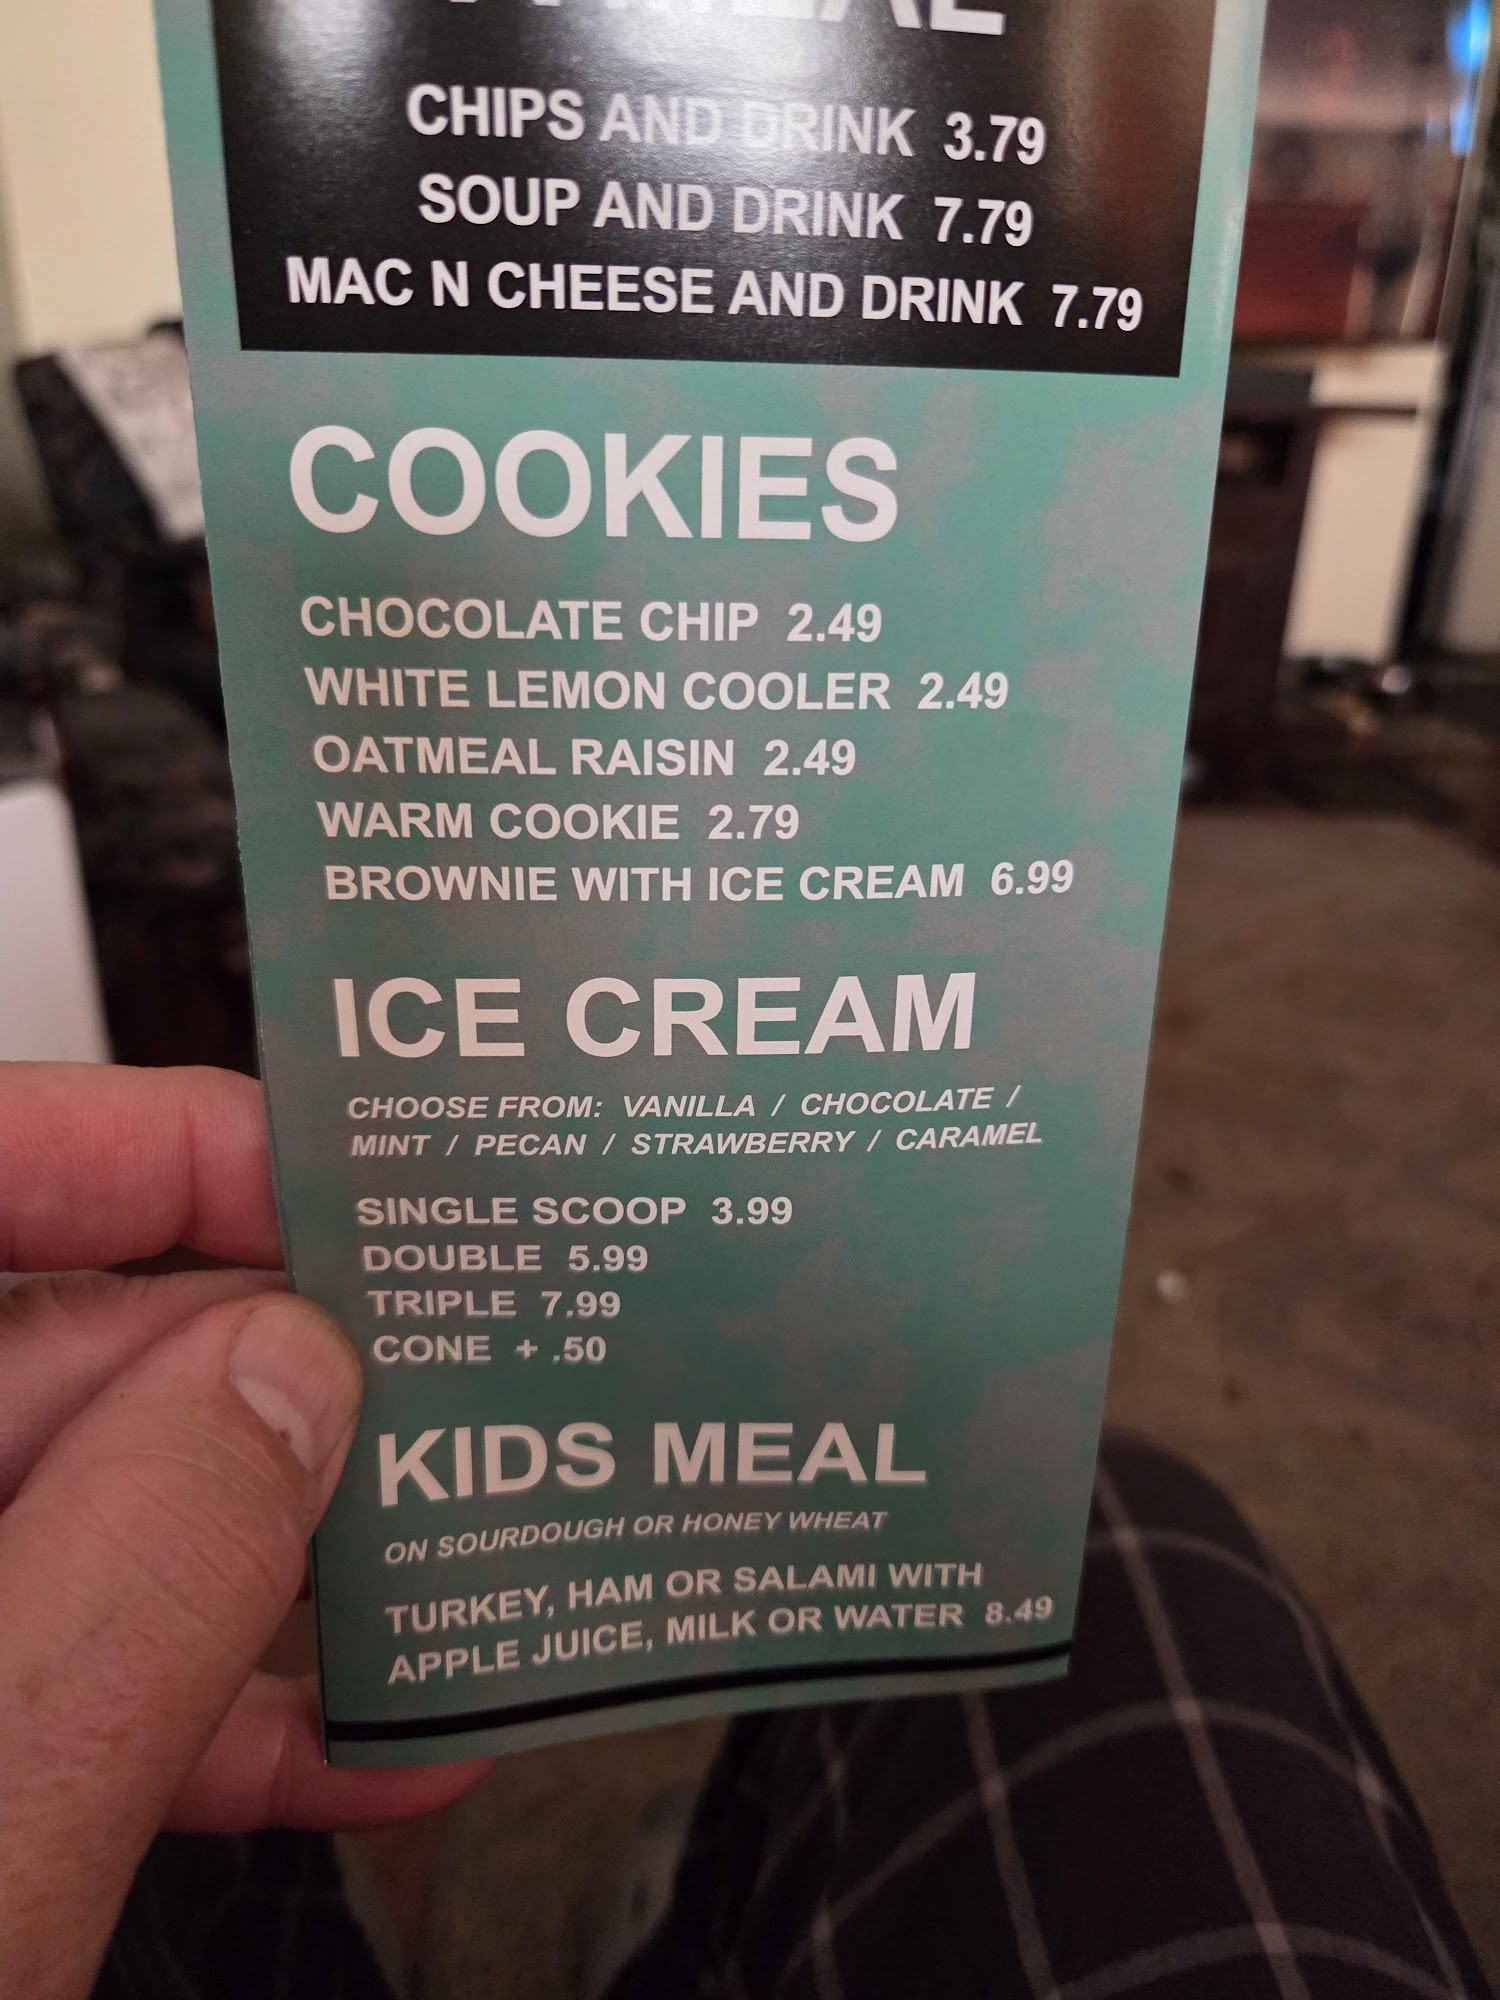 CHIPS AND DRINK 3.79
SOUP AND DRINK 7.79
MAC N CHEESE AND DRINK 7.79
COOKIES
CHOCOLATE CHIP 2.49
WHITE LEMON COOLER 2.49
OATMEAL RAISIN 2.49
WARM COOKIE 2.79
BROWNIE WITH ICE CREAM 6.99
ICE CREAM
CHOOSE FROM: VANILLA / CHOCOLATE /
MINT / PECAN / STRAWBERRY / CARAMEL
SINGLE SCOOP 3.99
DOUBLE 5.99
TRIPLE 7.99
CONE + .50
KIDS MEAL
ON SOURDOUGH OR HONEY WHEAT
TURKEY, HAM OR SALAMI WITH
APPLE JUICE, MILK OR WATER 8.49